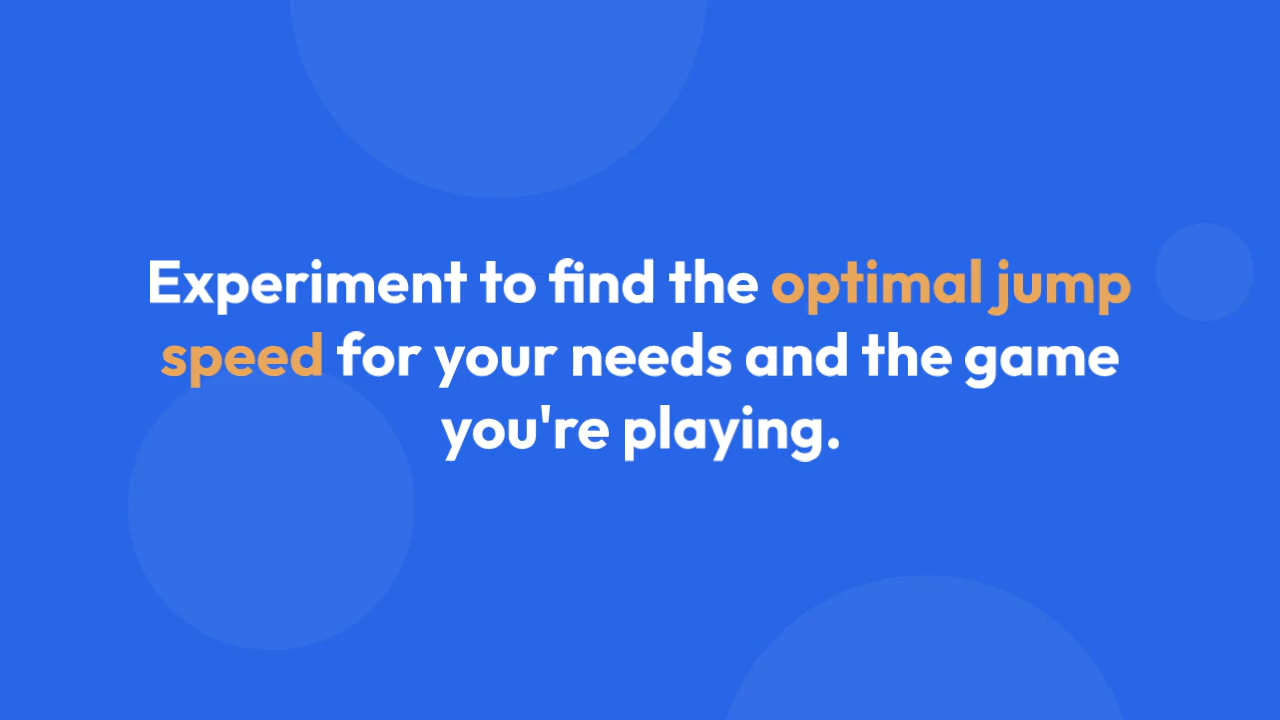 Experiment to find the optimal jump
speed for your needs and the game
you're playing.